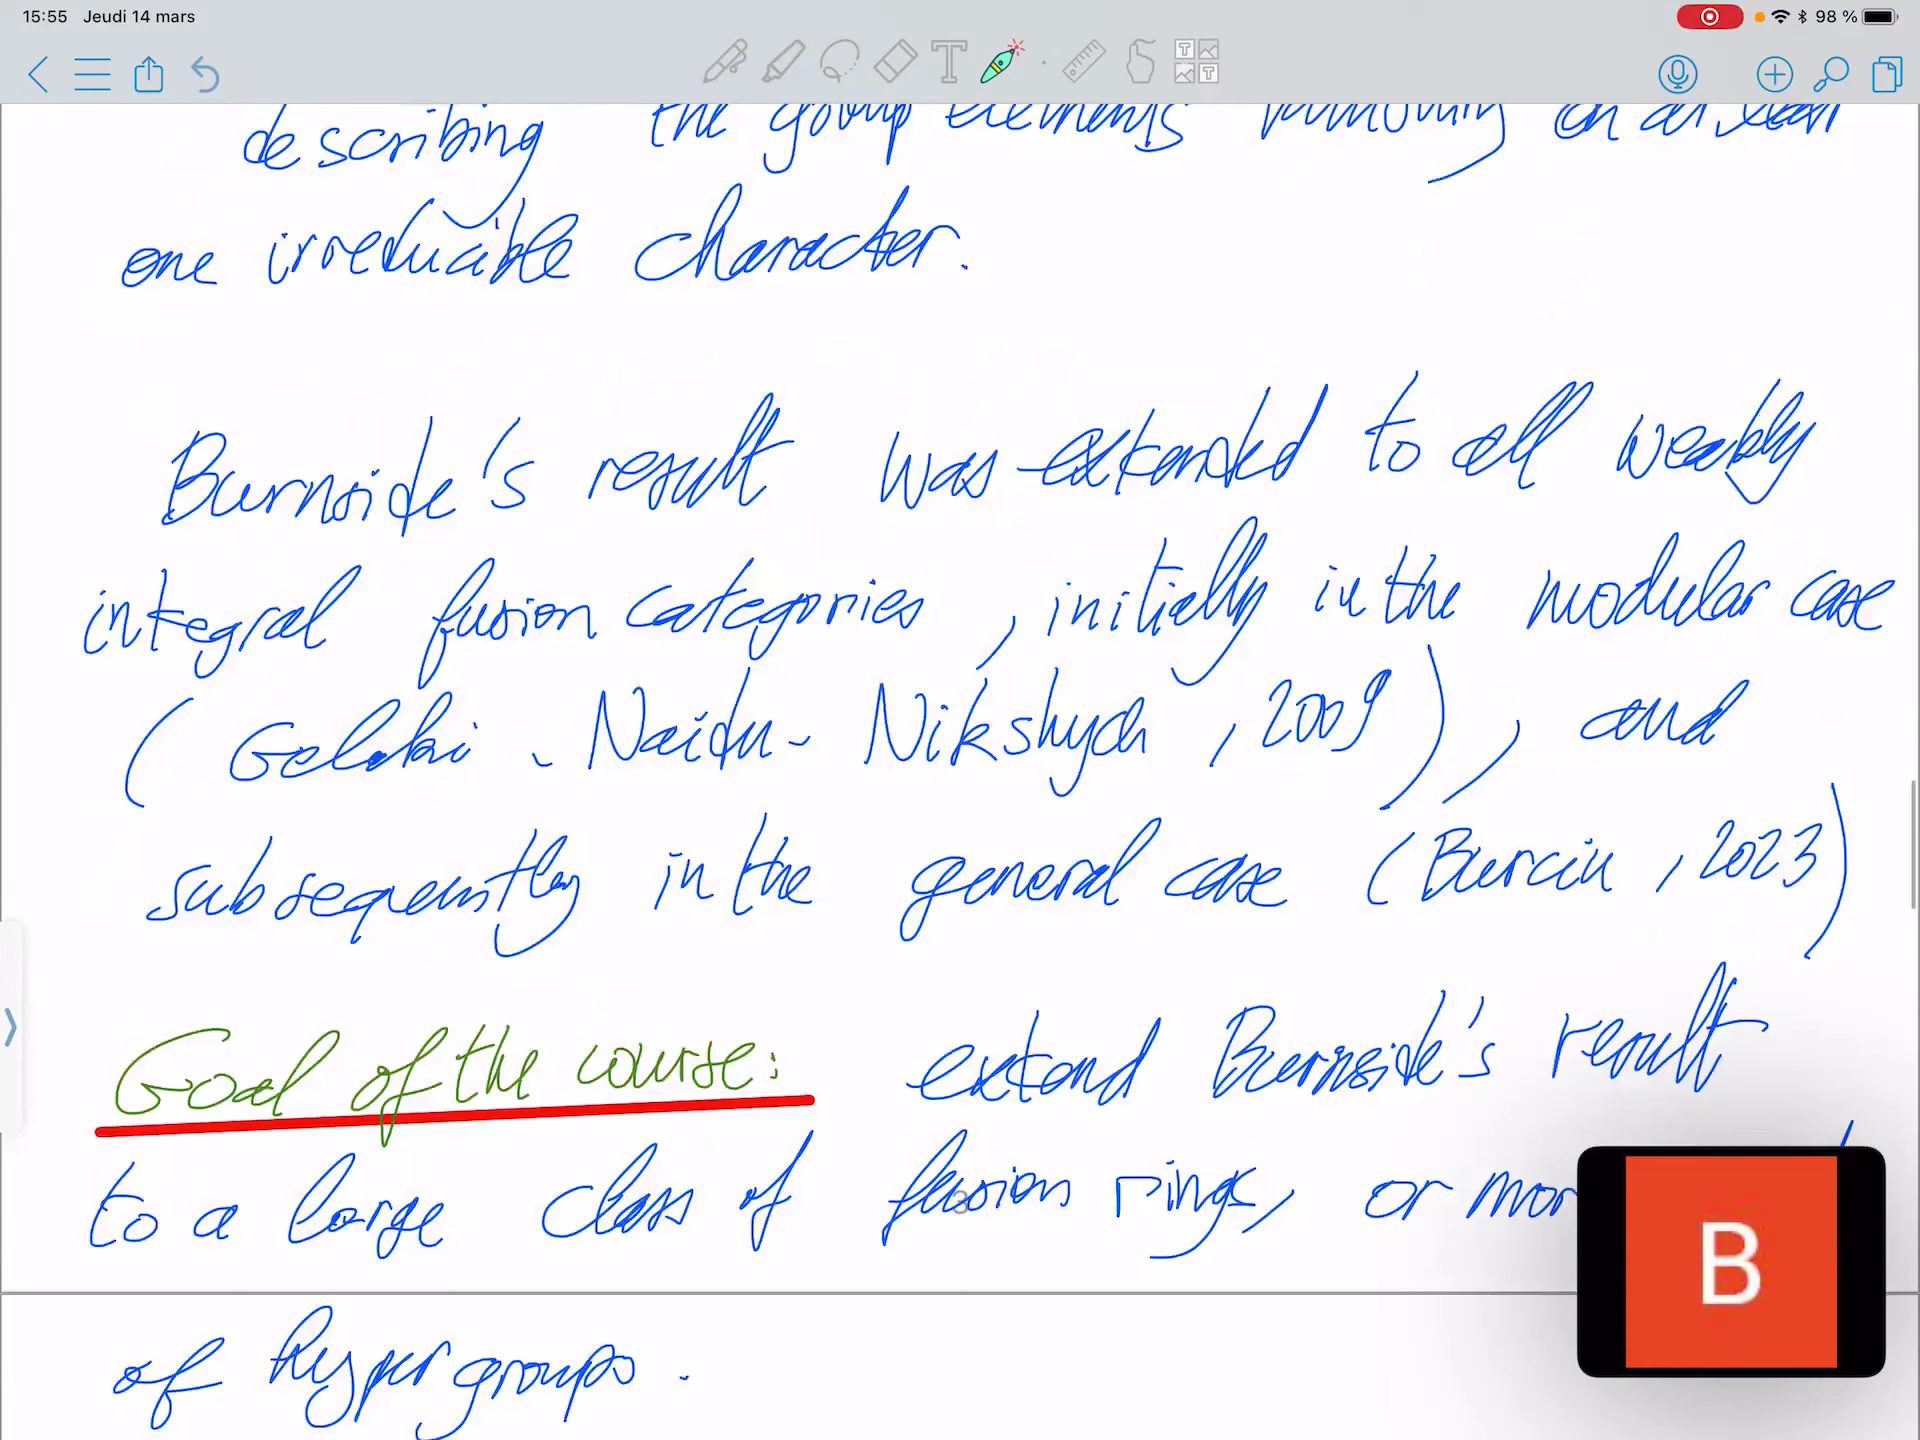 15:55 Jeudi 14 mars 98 %
describing the group elements vanishing on at least
one irreducible character.
Burnside's result was extended to all weakly
integral fusion categories, initially in the modular case
(Gelaki - Naidu - Nikshych, 2009), and
subsequently in the general case (Burciu, 2023)
Goal of the course: extend Burnside's result
to a large class of fusion rings, or mor
3
B
of hypergroups.